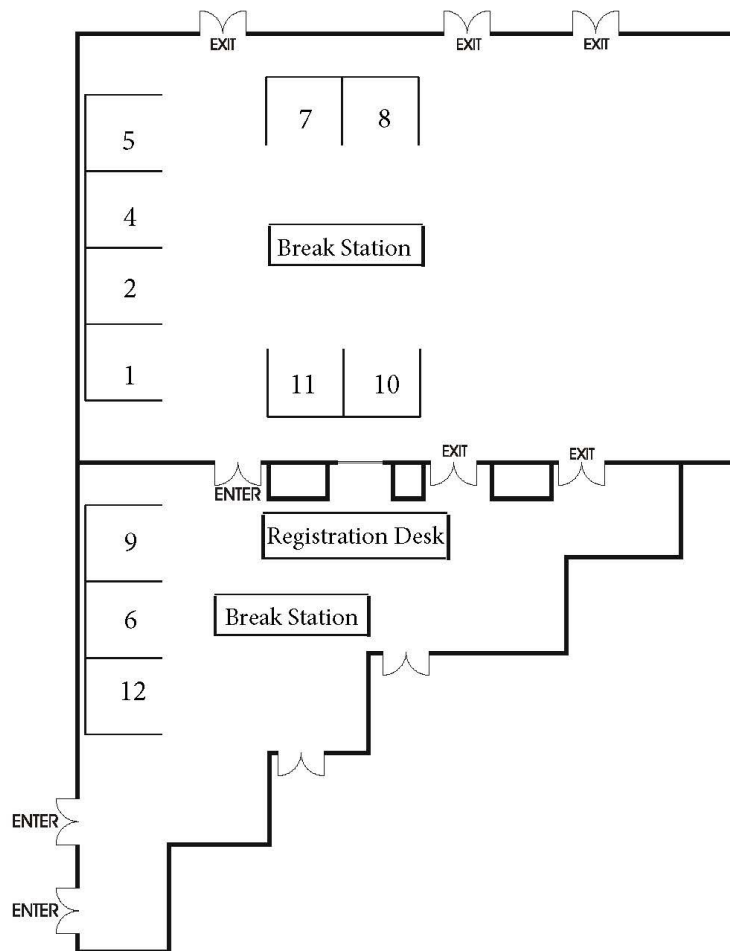 EXIT
EXIT
EXIT
7
8
5
4
Break Station
2
1
11
10
EXIT
EXIT
ENTER
9
Registration Desk
6
Break Station
12
ENTER
ENTER